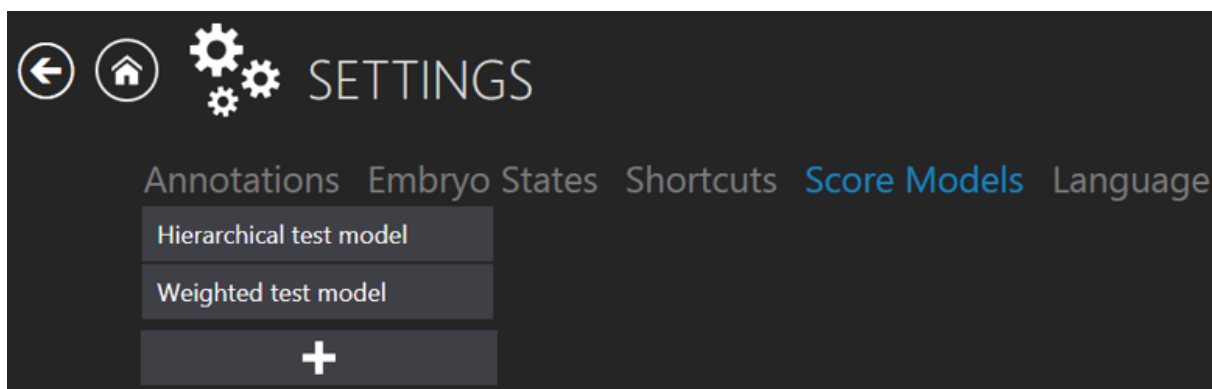 SETTINGS
Annotations Embryo States Shortcuts Score Models Language
Hierarchical test model
Weighted test model